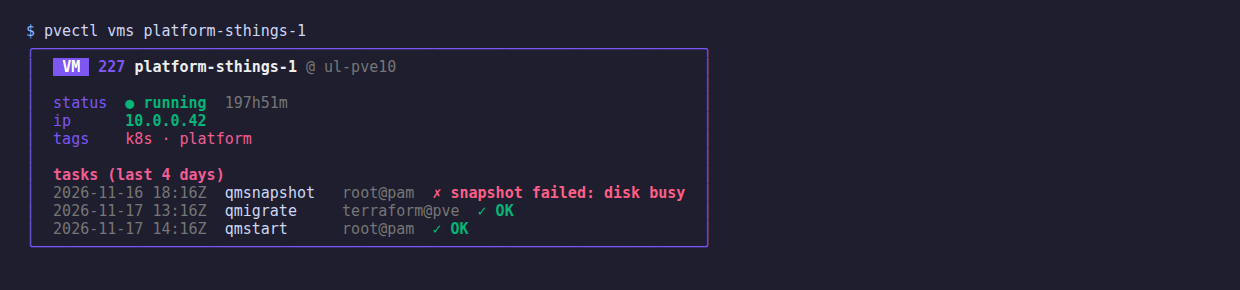 $ pvectl vms platform-sthings-1
VM 227 platform-sthings-1 @ ul-pve10
status ● running 197h51m
ip 10.0.0.42
tags k8s · platform
tasks (last 4 days)
2026-11-16 18:16Z qmsnapshot root@pam ✗ snapshot failed: disk busy
2026-11-17 13:16Z qmigrate terraform@pve ✓ OK
2026-11-17 14:16Z qmstart root@pam ✓ OK